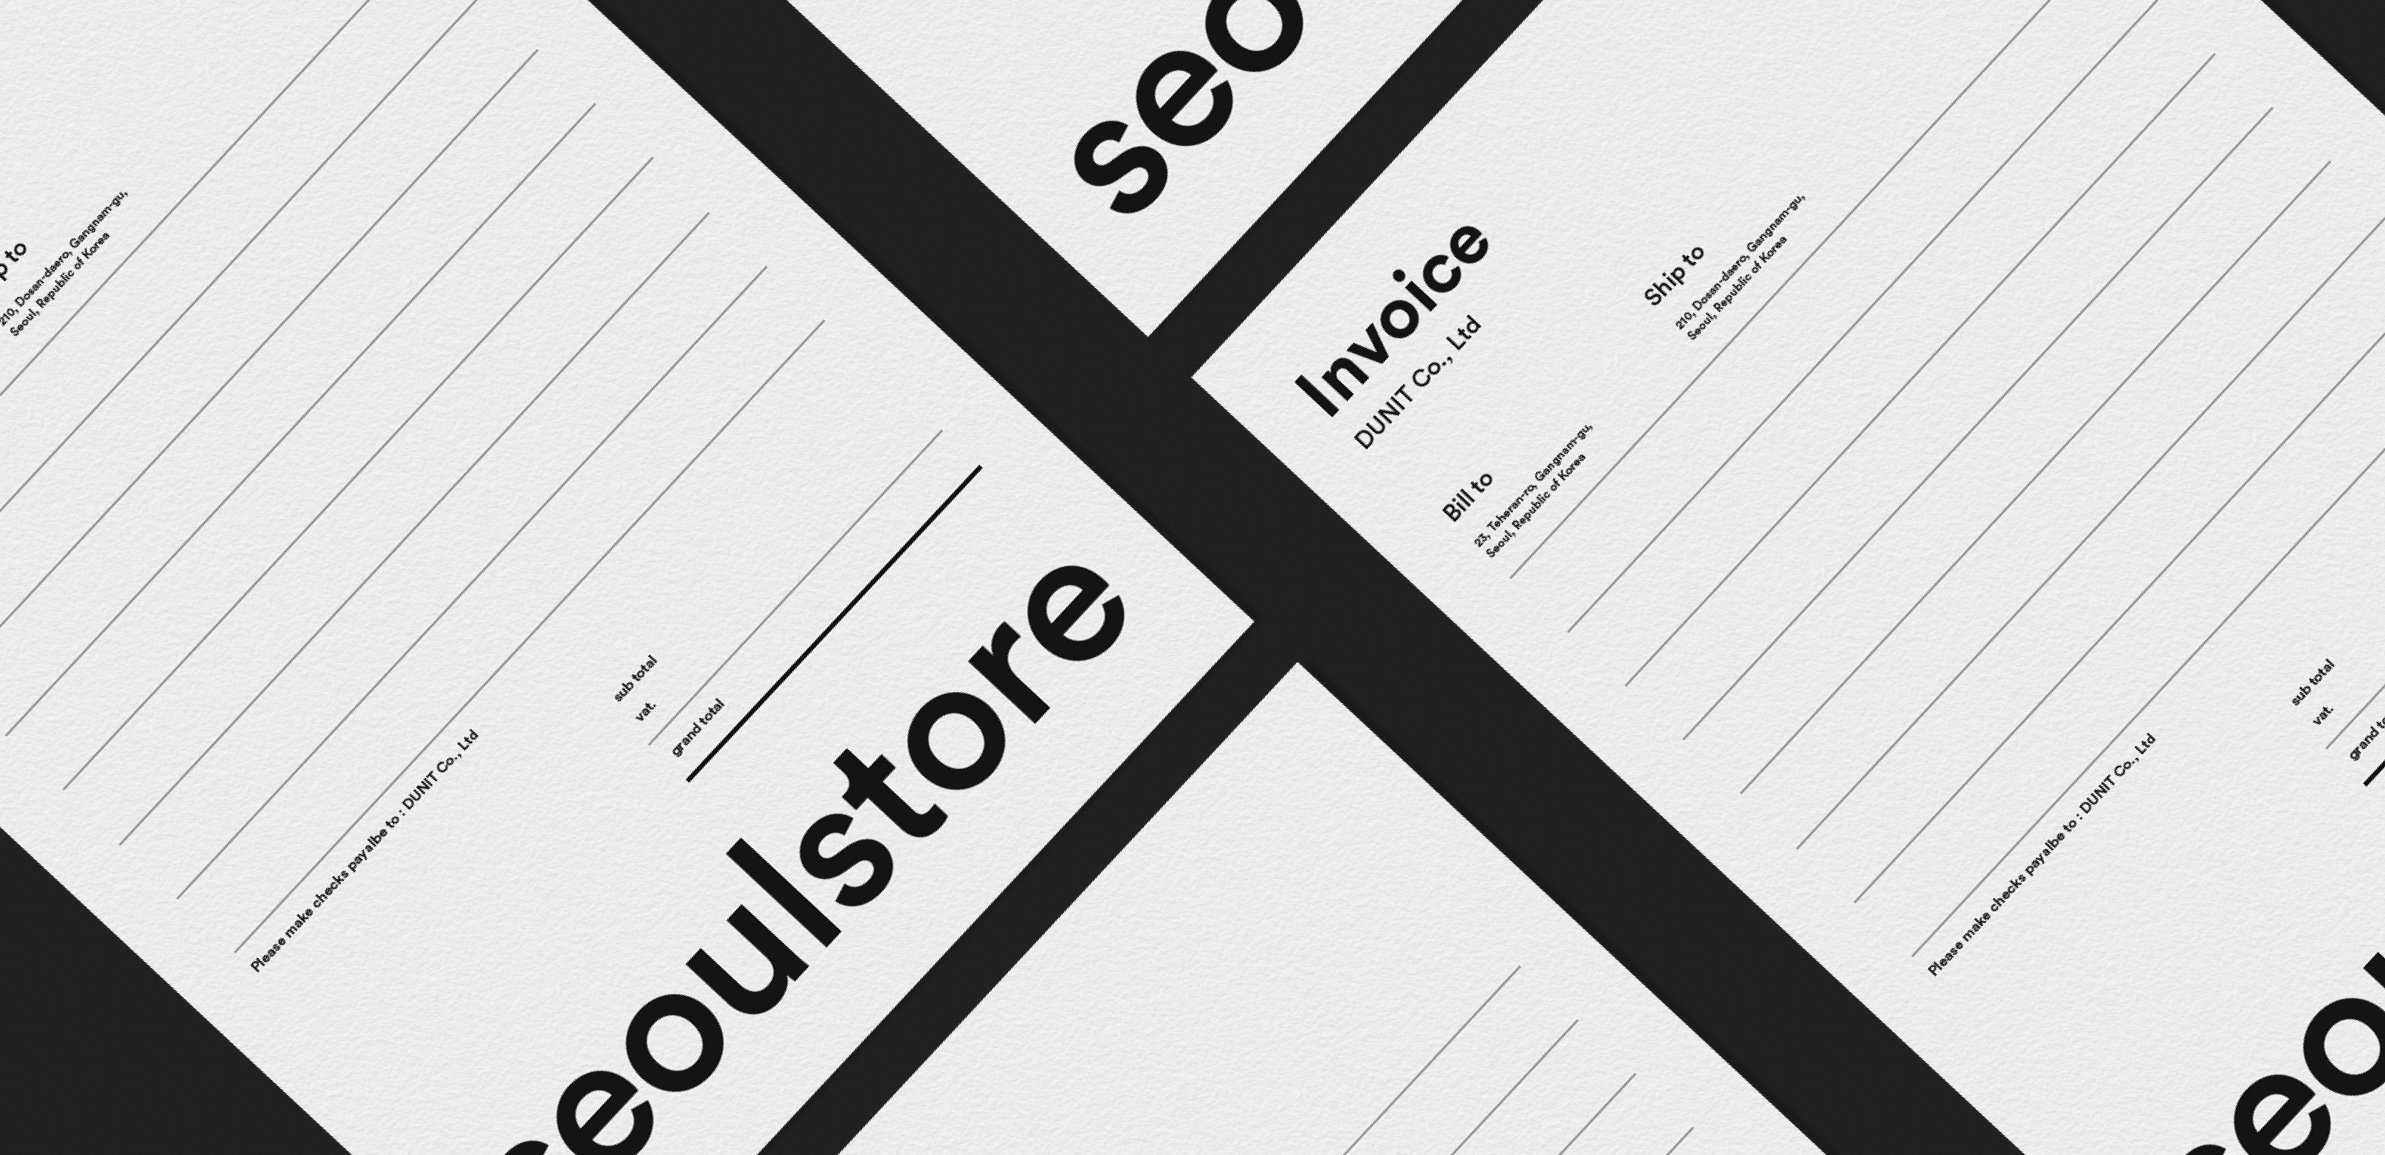 p to
210, Dosan-daero, Gangnam-gu,
Seoul, Republic of Korea
Please make checks payalbe to : DUNIT Co., Ltd
sub total
vat.
grand total
seoulstore
seo
Invoice
DUNIT Co., Ltd
Bill to
23, Teheran-ro, Gangnam-gu,
Seoul, Republic of Korea
Ship to
210, Dosan-daero, Gangnam-gu,
Seoul, Republic of Korea
Please make checks payalbe to : DUNIT Co., Ltd
sub total
vat.
grand to
seou